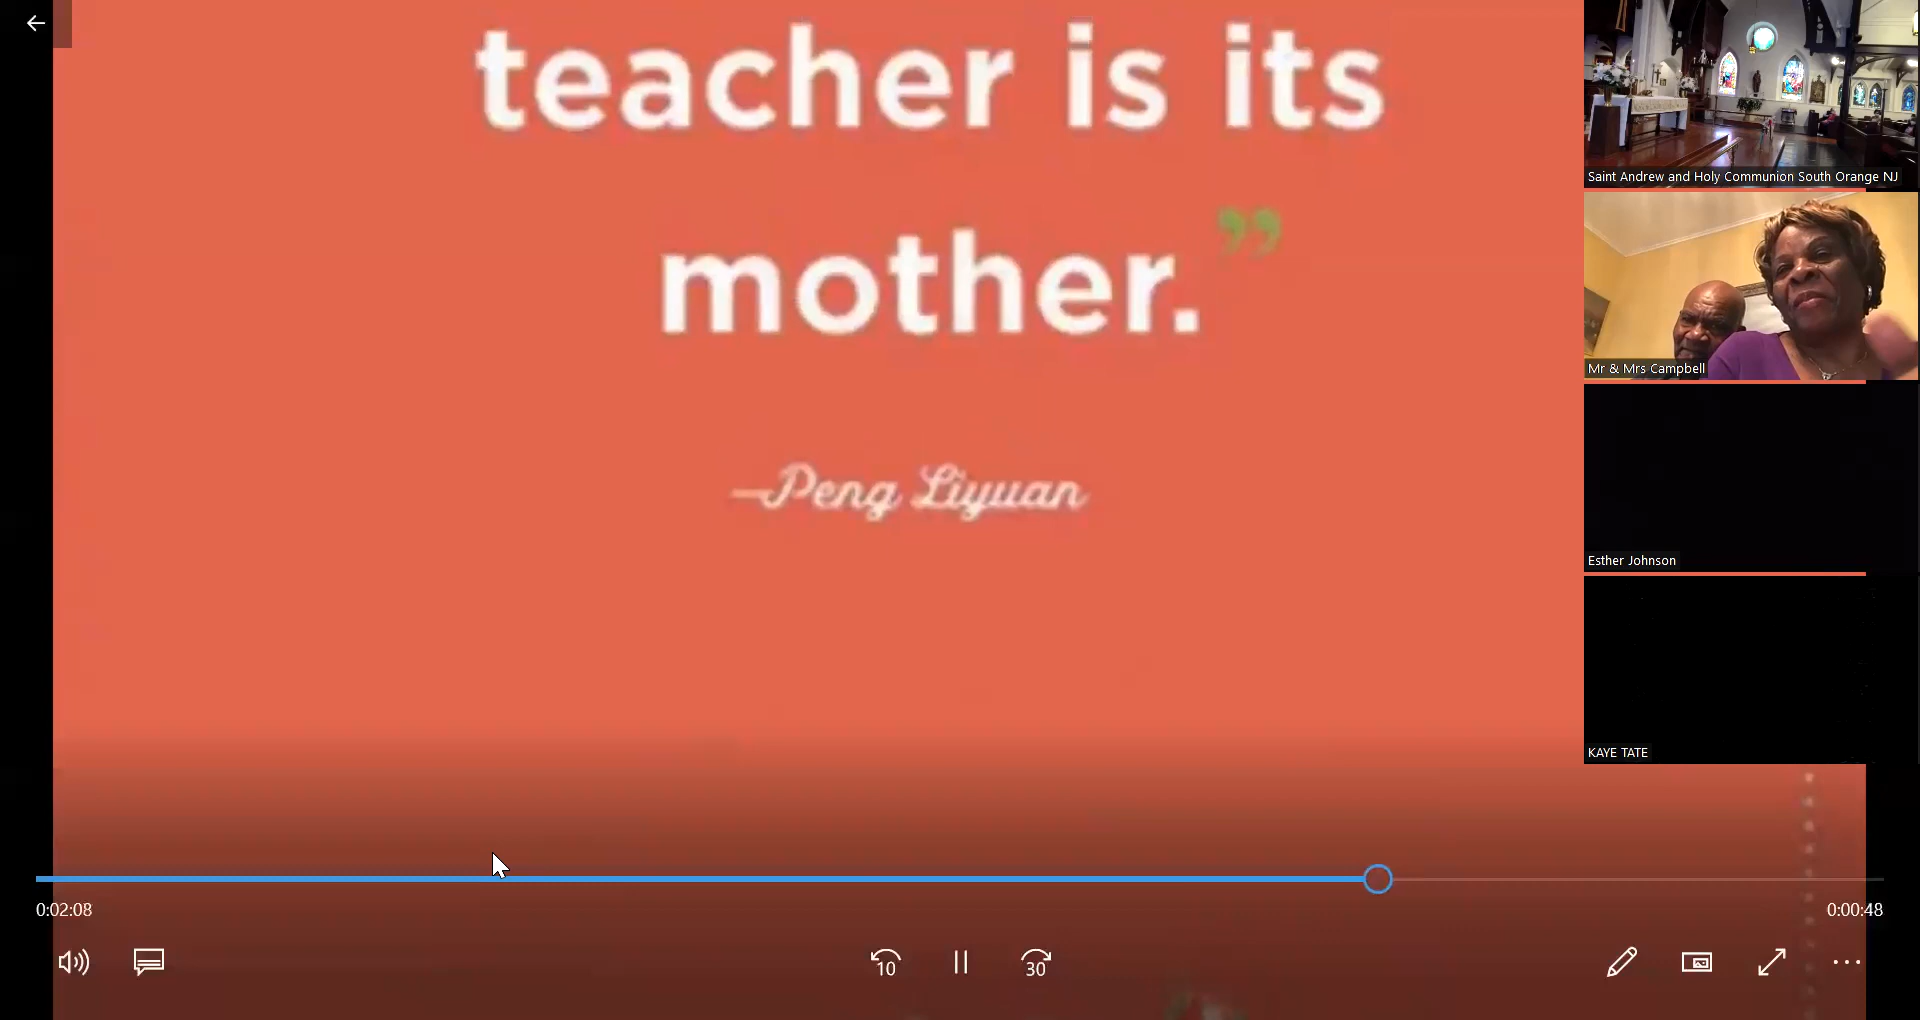 teacher is its
mother.”
—Peng Liyuan
Saint Andrew and Holy Communion South Orange NJ
Mr & Mrs Campbell
Esther Johnson
KAYE TATE
0:02:08
0:00:48
10
30